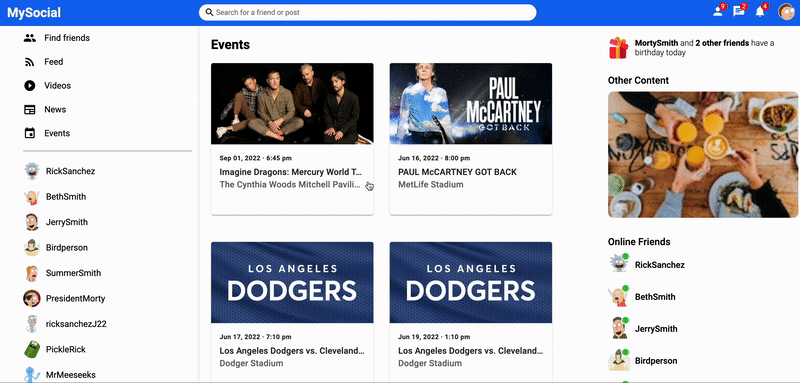 MySocial
Search for a friend or post
9
2
4
Find friends
Feed
Videos
News
Events
RickSanchez
BethSmith
JerrySmith
Birdperson
SummerSmith
PresidentMorty
ricksanchezJ22
PickleRick
MrMeeseeks
Events
Sep 01, 2022 · 6:45 pm
Imagine Dragons: Mercury World T...
The Cynthia Woods Mitchell Pavili...
PAUL
McCARTNEY
GOT BACK
Jun 16, 2022 · 8:00 pm
PAUL McCARTNEY GOT BACK
MetLife Stadium
LOS ANGELES
DODGERS
Jun 17, 2022 · 7:10 pm
Los Angeles Dodgers vs. Cleveland...
Dodger Stadium
LOS ANGELES
DODGERS
Jun 19, 2022 · 1:10 pm
Los Angeles Dodgers vs. Cleveland...
Dodger Stadium
MortySmith and 2 other friends have a
birthday today
Other Content
Online Friends
RickSanchez
BethSmith
JerrySmith
Birdperson